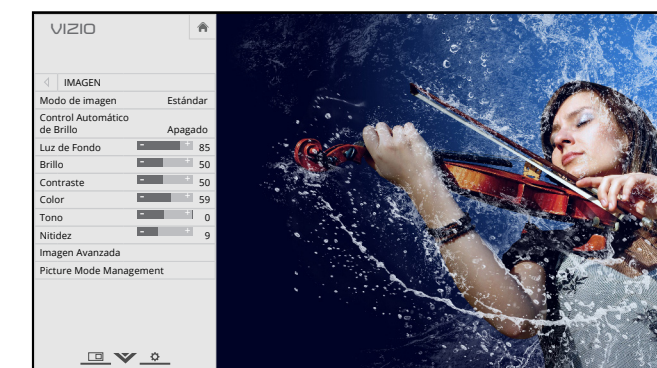 VIZIO
IMAGEN
Modo de imagen Estándar
Control Automático
de Brillo Apagado
Luz de Fondo - + 85
Brillo - + 50
Contraste - + 50
Color - + 59
Tono - + 0
Nitidez - + 9
Imagen Avanzada
Picture Mode Management